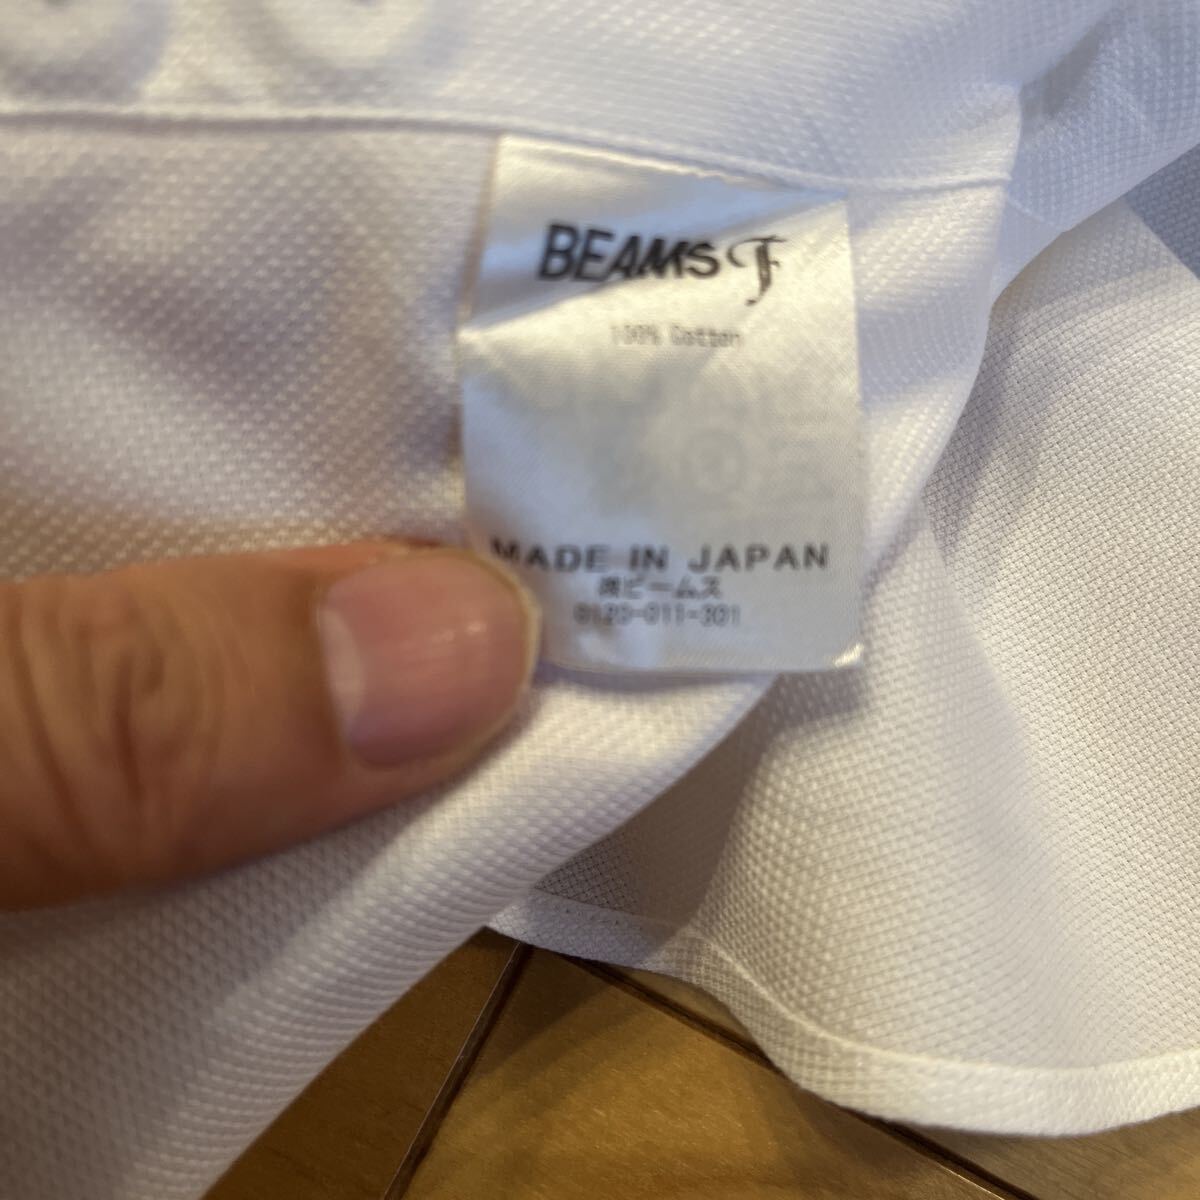 BEAMS F
100% Cotton
MADE IN JAPAN
㈱ビームス
0120-011-301